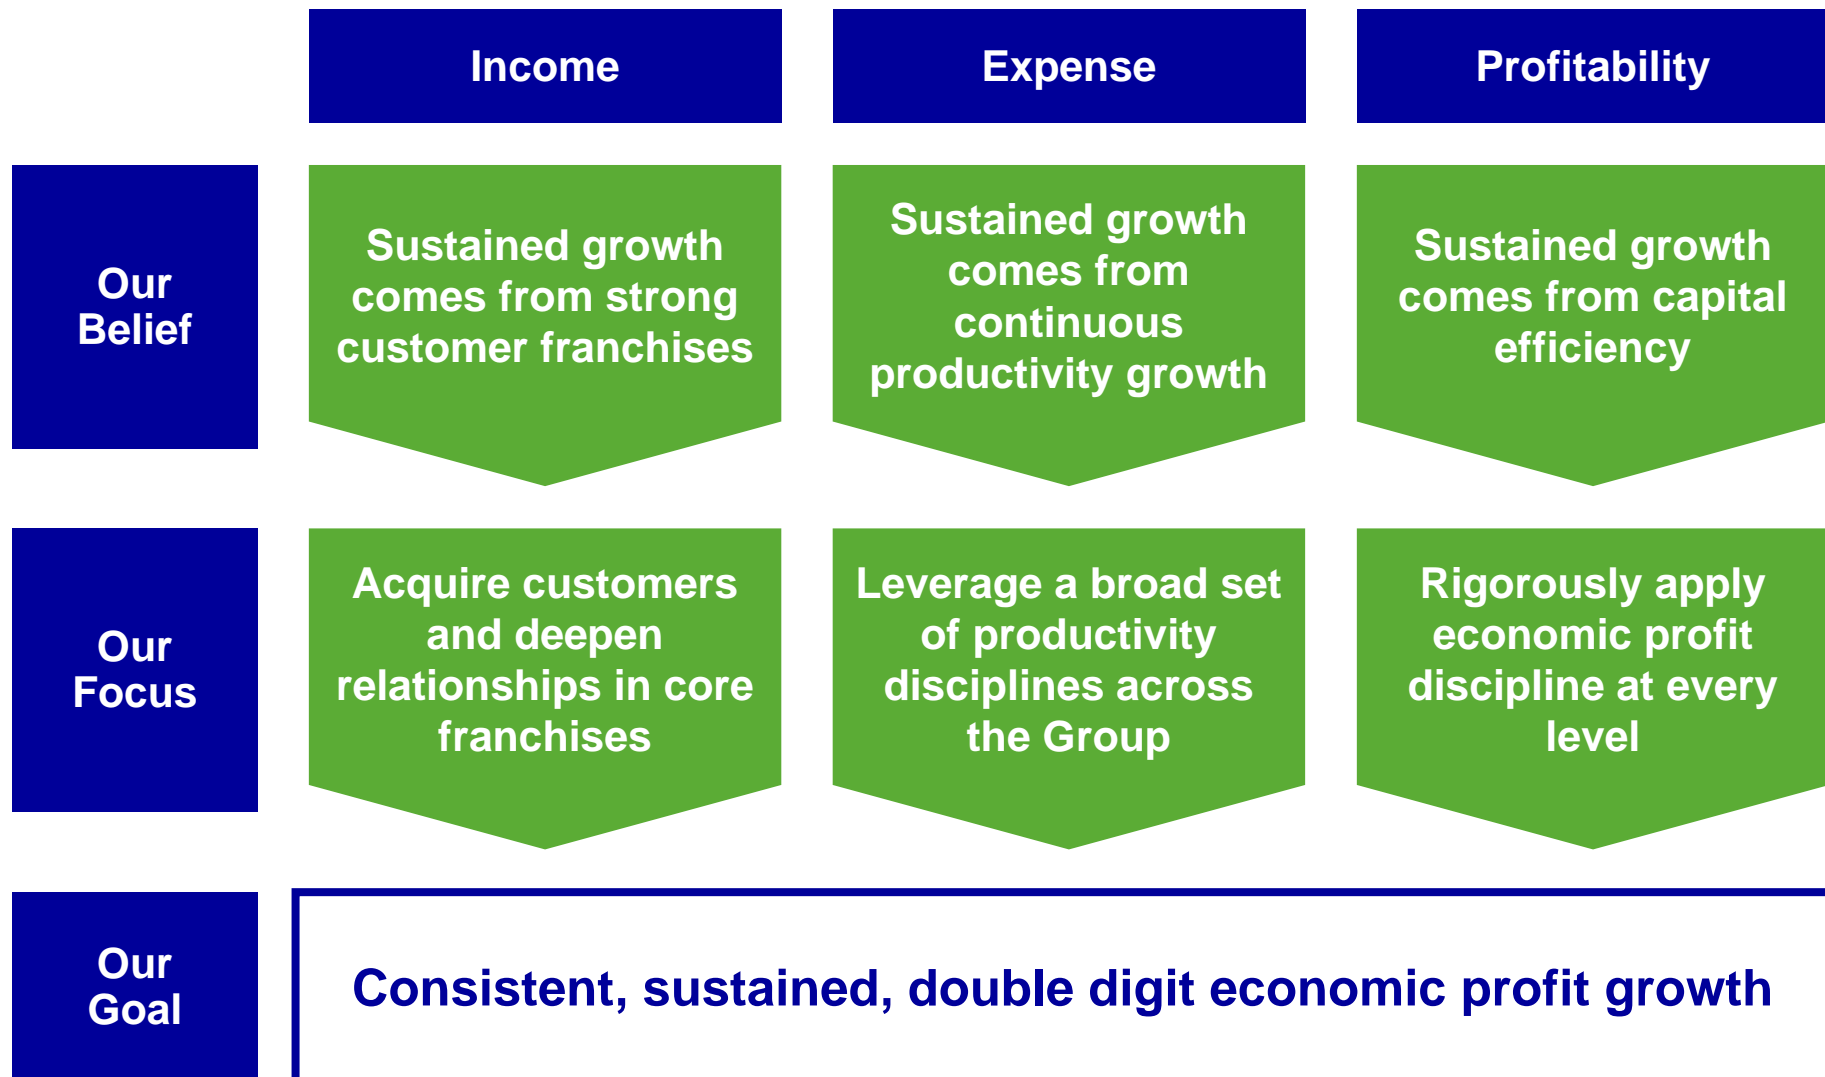 Income
Expense
Profitability
Our
Belief
Sustained growth
comes from strong
customer franchises
Sustained growth
comes from
continuous
productivity growth
Sustained growth
comes from capital
efficiency
Our
Focus
Acquire customers
and deepen
relationships in core
franchises
Leverage a broad set
of productivity
disciplines across
the Group
Rigorously apply
economic profit
discipline at every
level
Our
Goal
Consistent, sustained, double digit economic profit growth